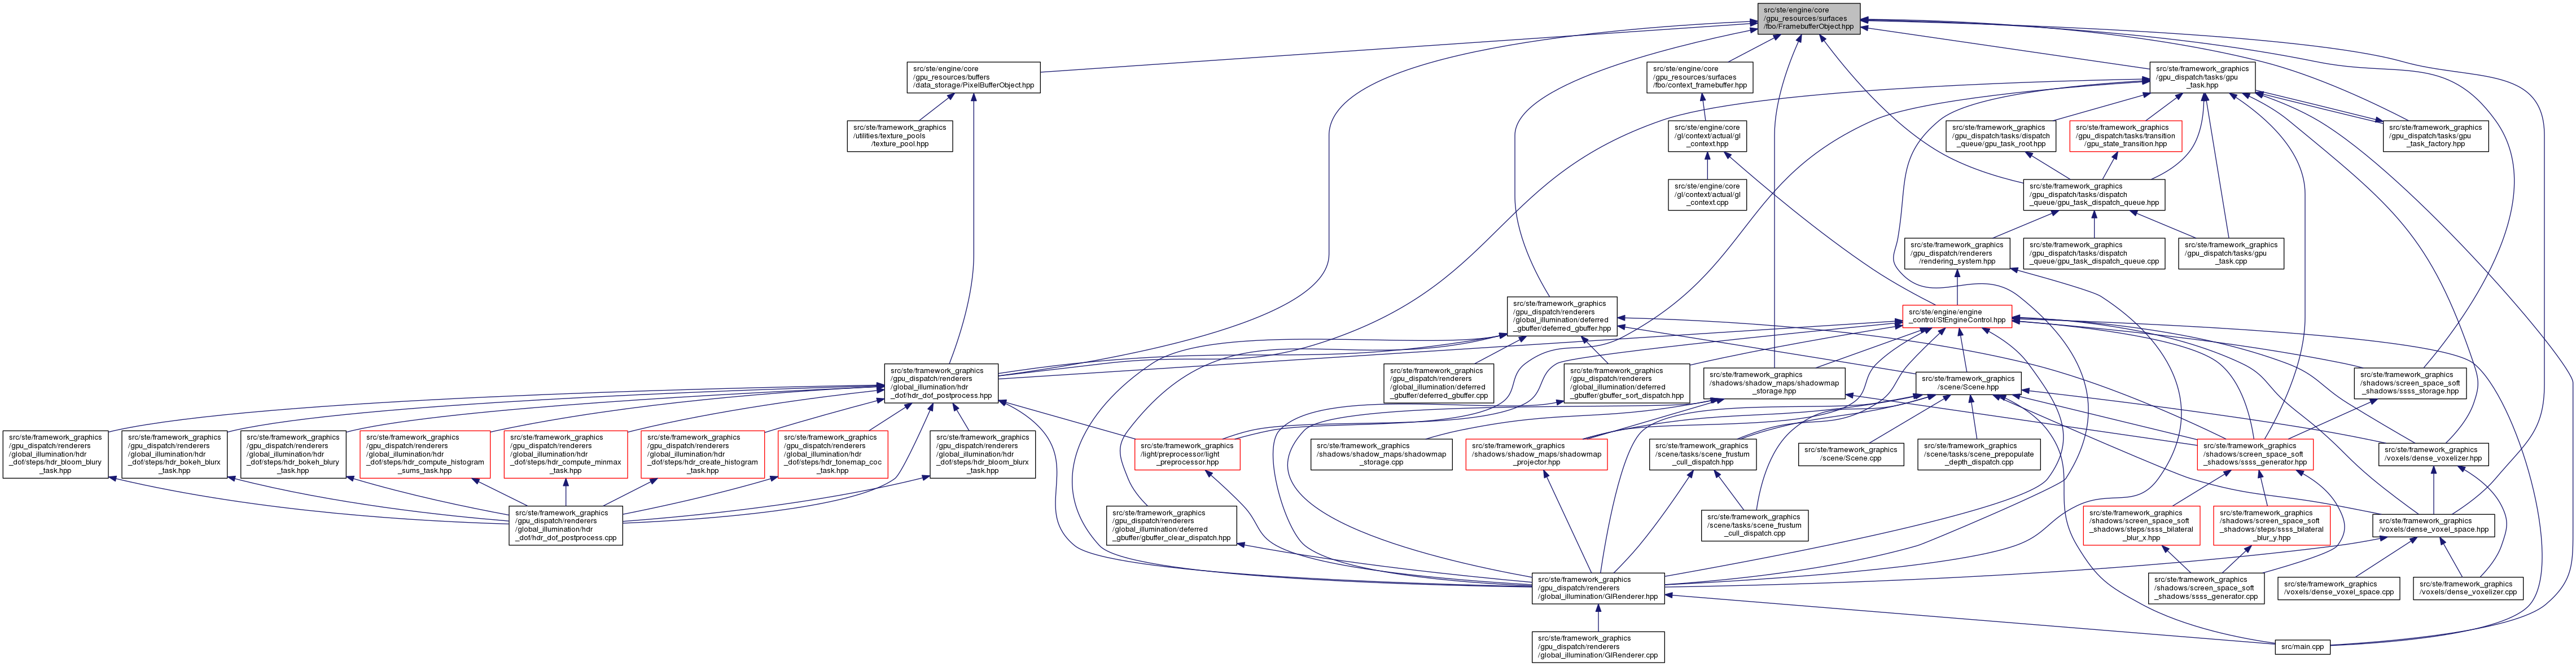 src/ste/engine/core
/gpu_resources/surfaces
/fbo/FramebufferObject.hpp
src/ste/engine/core
/gpu_resources/buffers
/data_storage/PixelBufferObject.hpp
src/ste/engine/core
/gpu_resources/surfaces
/fbo/context_framebuffer.hpp
src/ste/framework_graphics
/gpu_dispatch/tasks/gpu
_task.hpp
src/ste/framework_graphics
/utilities/texture_pools
/texture_pool.hpp
src/ste/engine/core
/gl/context/actual/gl
_context.hpp
src/ste/framework_graphics
/gpu_dispatch/tasks/dispatch
_queue/gpu_task_root.hpp
src/ste/framework_graphics
/gpu_dispatch/tasks/transition
/gpu_state_transition.hpp
src/ste/framework_graphics
/gpu_dispatch/tasks/gpu
_task_factory.hpp
src/ste/engine/core
/gl/context/actual/gl
_context.cpp
src/ste/framework_graphics
/gpu_dispatch/tasks/dispatch
_queue/gpu_task_dispatch_queue.hpp
src/ste/framework_graphics
/gpu_dispatch/renderers
/rendering_system.hpp
src/ste/framework_graphics
/gpu_dispatch/tasks/dispatch
_queue/gpu_task_dispatch_queue.cpp
src/ste/framework_graphics
/gpu_dispatch/tasks/gpu
_task.cpp
src/ste/framework_graphics
/gpu_dispatch/renderers
/global_illumination/deferred
_gbuffer/deferred_gbuffer.hpp
src/ste/engine/engine
_control/StEngineControl.hpp
src/ste/framework_graphics
/gpu_dispatch/renderers
/global_illumination/hdr
_dof/hdr_dof_postprocess.hpp
src/ste/framework_graphics
/gpu_dispatch/renderers
/global_illumination/deferred
_gbuffer/deferred_gbuffer.cpp
src/ste/framework_graphics
/gpu_dispatch/renderers
/global_illumination/deferred
_gbuffer/gbuffer_sort_dispatch.hpp
src/ste/framework_graphics
/shadows/shadow_maps/shadowmap
_storage.hpp
src/ste/framework_graphics
/scene/Scene.hpp
src/ste/framework_graphics
/shadows/screen_space_soft
_shadows/ssss_storage.hpp
src/ste/framework_graphics
/gpu_dispatch/renderers
/global_illumination/hdr
_dof/steps/hdr_bloom_blury
_task.hpp
src/ste/framework_graphics
/gpu_dispatch/renderers
/global_illumination/hdr
_dof/steps/hdr_bokeh_blurx
_task.hpp
src/ste/framework_graphics
/gpu_dispatch/renderers
/global_illumination/hdr
_dof/steps/hdr_bokeh_blury
_task.hpp
src/ste/framework_graphics
/gpu_dispatch/renderers
/global_illumination/hdr
_dof/steps/hdr_compute_histogram
_sums_task.hpp
src/ste/framework_graphics
/gpu_dispatch/renderers
/global_illumination/hdr
_dof/steps/hdr_compute_minmax
_task.hpp
src/ste/framework_graphics
/gpu_dispatch/renderers
/global_illumination/hdr
_dof/steps/hdr_create_histogram
_task.hpp
src/ste/framework_graphics
/gpu_dispatch/renderers
/global_illumination/hdr
_dof/steps/hdr_tonemap_coc
_task.hpp
src/ste/framework_graphics
/gpu_dispatch/renderers
/global_illumination/hdr
_dof/steps/hdr_bloom_blurx
_task.hpp
src/ste/framework_graphics
/light/preprocessor/light
_preprocessor.hpp
src/ste/framework_graphics
/shadows/shadow_maps/shadowmap
_storage.cpp
src/ste/framework_graphics
/shadows/shadow_maps/shadowmap
_projector.hpp
src/ste/framework_graphics
/scene/tasks/scene_frustum
_cull_dispatch.hpp
src/ste/framework_graphics
/scene/Scene.cpp
src/ste/framework_graphics
/scene/tasks/scene_prepopulate
_depth_dispatch.cpp
src/ste/framework_graphics
/shadows/screen_space_soft
_shadows/ssss_generator.hpp
src/ste/framework_graphics
/voxels/dense_voxelizer.hpp
src/ste/framework_graphics
/gpu_dispatch/renderers
/global_illumination/hdr
_dof/hdr_dof_postprocess.cpp
src/ste/framework_graphics
/gpu_dispatch/renderers
/global_illumination/deferred
_gbuffer/gbuffer_clear_dispatch.hpp
src/ste/framework_graphics
/scene/tasks/scene_frustum
_cull_dispatch.cpp
src/ste/framework_graphics
/shadows/screen_space_soft
_shadows/steps/ssss_bilateral
_blur_x.hpp
src/ste/framework_graphics
/shadows/screen_space_soft
_shadows/steps/ssss_bilateral
_blur_y.hpp
src/ste/framework_graphics
/voxels/dense_voxel_space.hpp
src/ste/framework_graphics
/gpu_dispatch/renderers
/global_illumination/GIRenderer.hpp
src/ste/framework_graphics
/shadows/screen_space_soft
_shadows/ssss_generator.cpp
src/ste/framework_graphics
/voxels/dense_voxel_space.cpp
src/ste/framework_graphics
/voxels/dense_voxelizer.cpp
src/ste/framework_graphics
/gpu_dispatch/renderers
/global_illumination/GIRenderer.cpp
src/main.cpp